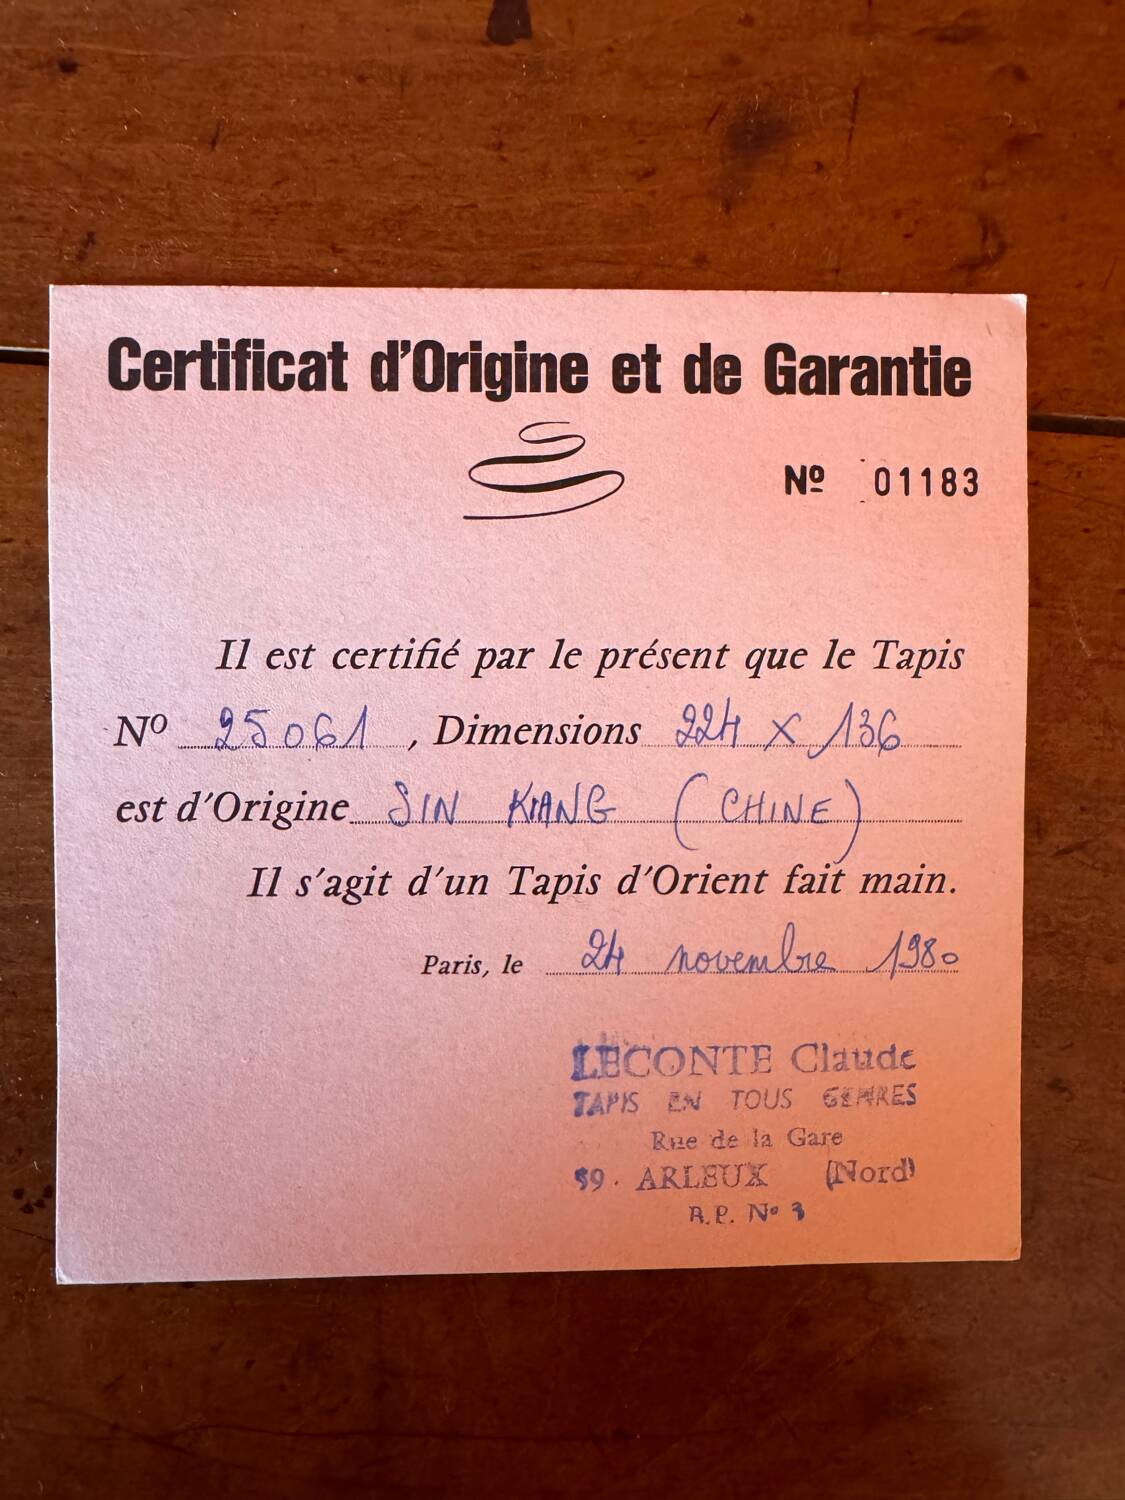 Certificat d'Origine et de Garantie
Nº 01183
Il est certifié par le présent que le Tapis
Nº 25061, Dimensions 224 X 136
est d'Origine SIN KIANG (CHINE)
Il s'agit d'un Tapis d'Orient fait main.
Paris, le 24 novembre 1980
LECONTE Claude
TAPIS EN TOUS GENRES
Rue de la Gare
59. ARLEUX (Nord)
B.P. Nº 3